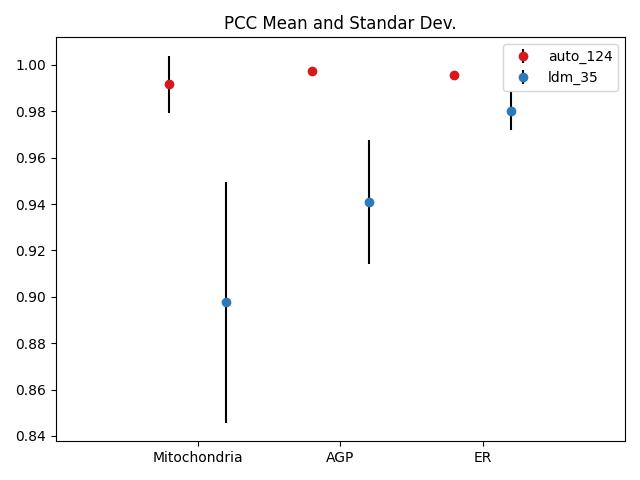 PCC Mean and Standar Dev.
auto_124
ldm_35
1.00
0.98
0.96
0.94
0.92
0.90
0.88
0.86
0.84
Mitochondria AGP ER